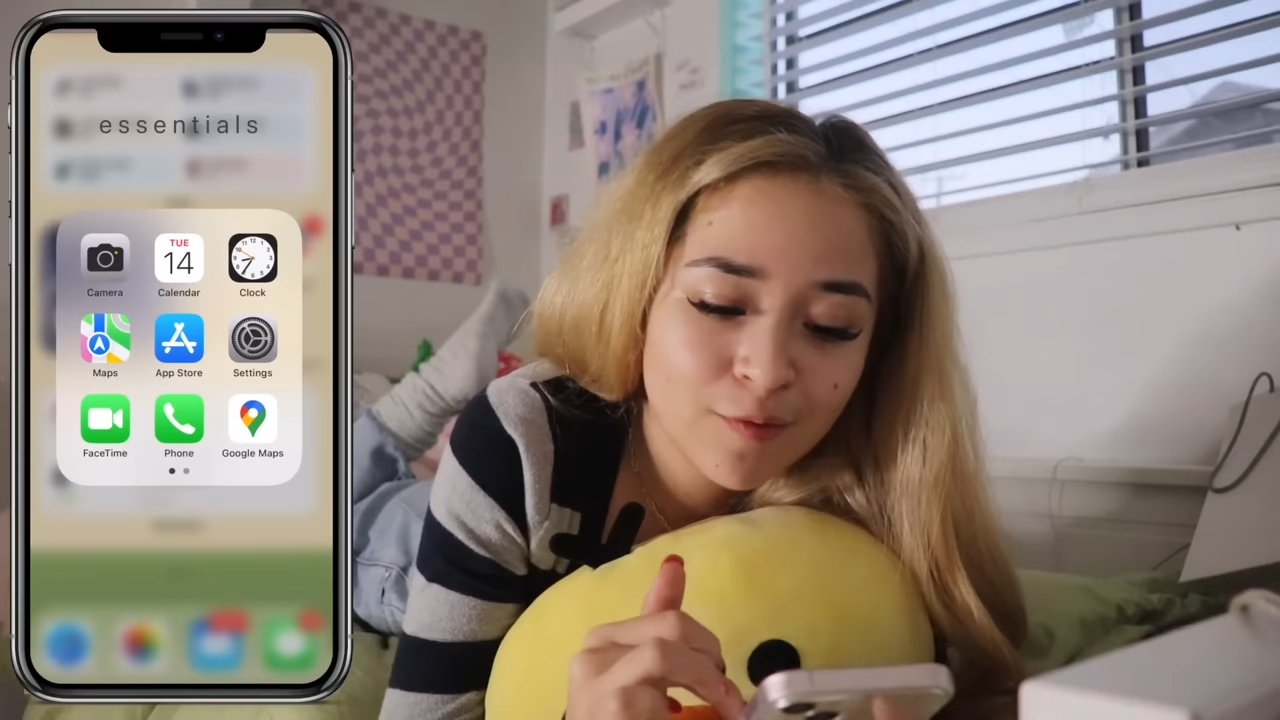 essentials
TUE
14
Camera
Calendar
Clock
Maps
App Store
Settings
FaceTime
Phone
Google Maps